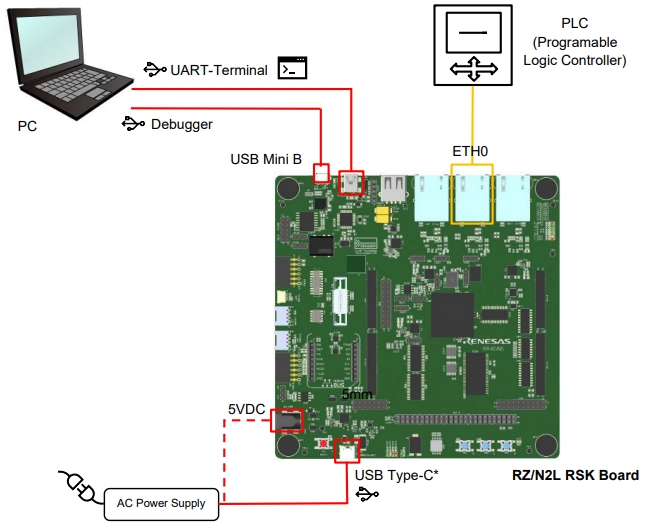 PLC
(Programable
Logic Controller)
UART-Terminal
PC
Debugger
USB Mini B
ETH0
RENESAS
5mm
5VDC
USB Type-C*
RZ/N2L RSK Board
AC Power Supply